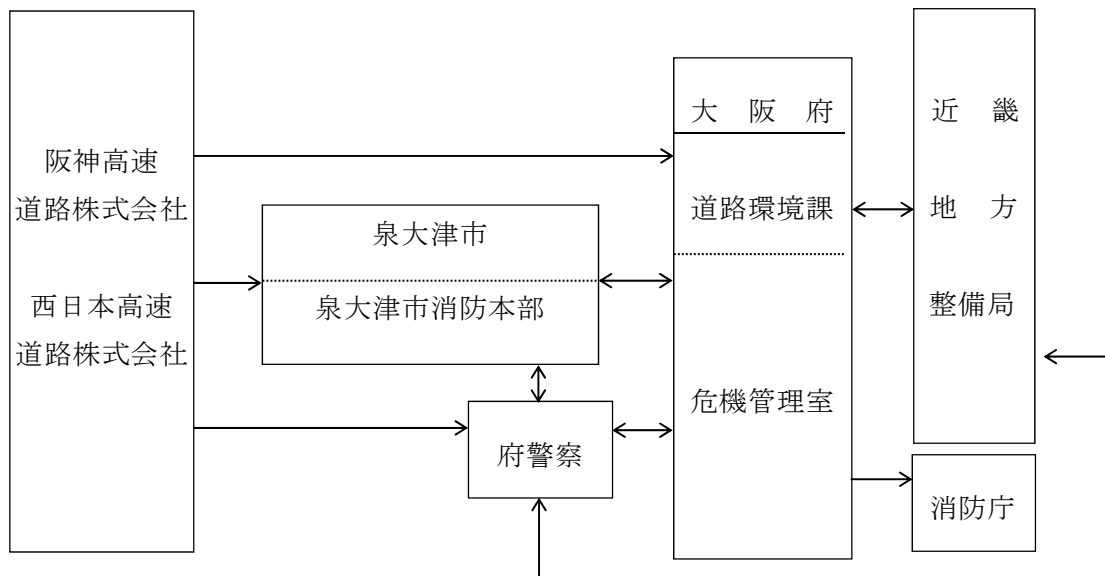 阪神高速
道路株式会社
西日本高速
道路株式会社
泉大津市
泉大津市消防本部
府警察
大　阪　府
道路環境課
危機管理室
近　畿
地　方
整備局
消防庁